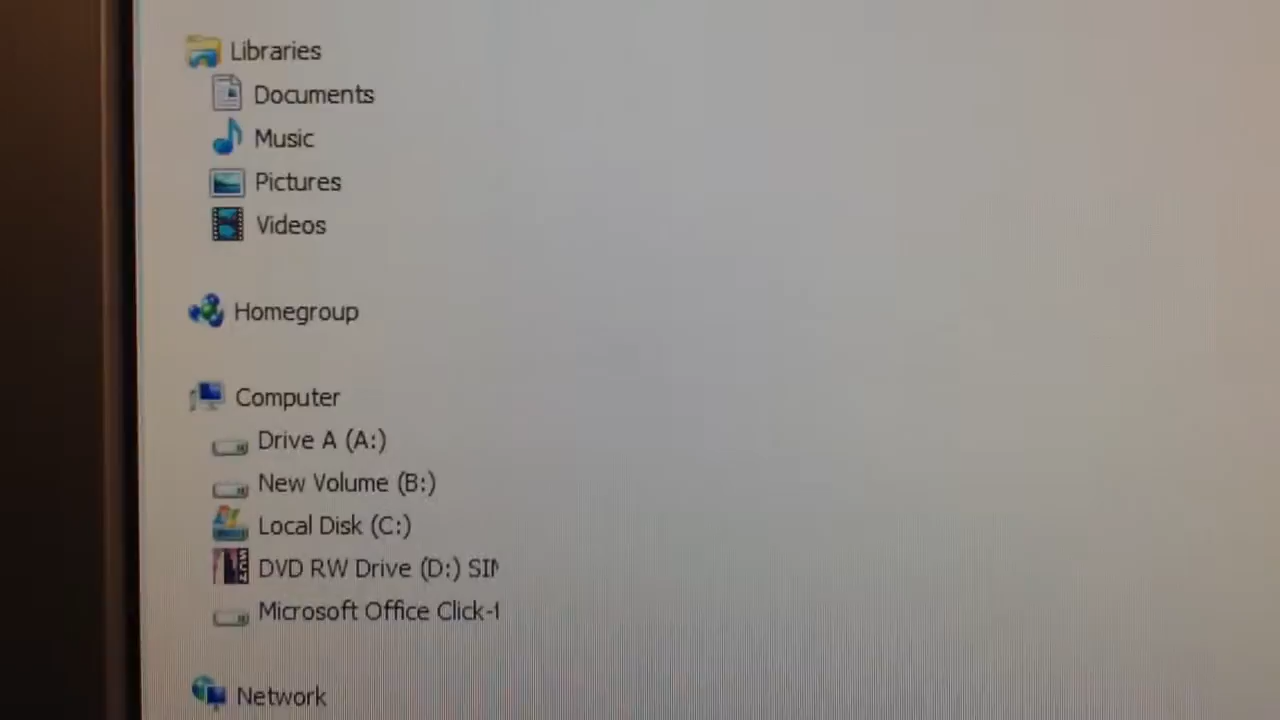 Libraries
Documents
Music
Pictures
Videos
Homegroup
Computer
Drive A (A:)
New Volume (B:)
Local Disk (C:)
DVD RW Drive (D:) SIM
Microsoft Office Click-t
Network